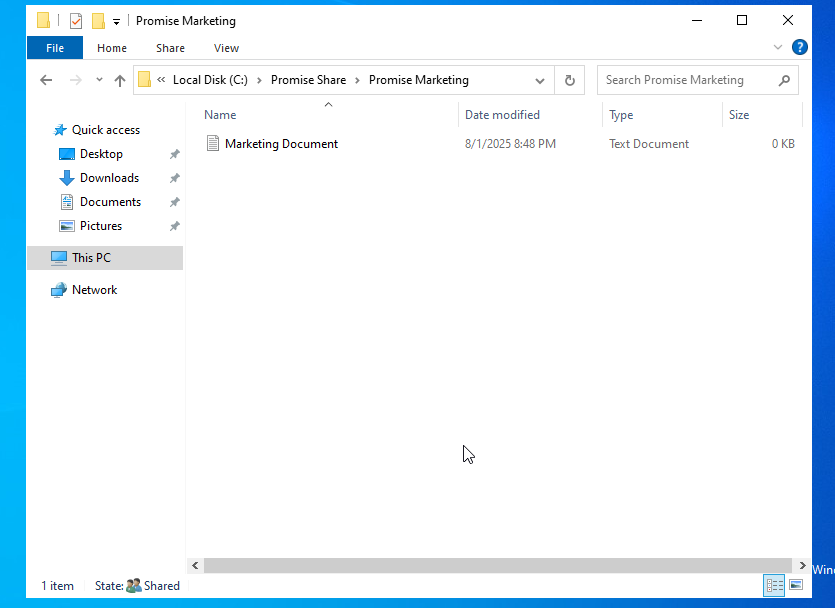 Promise Marketing
File Home Share View
« Local Disk (C:) > Promise Share > Promise Marketing Search Promise Marketing
Name Date modified Type Size
Quick access
Marketing Document 8/1/2025 8:48 PM Text Document 0 KB
Desktop
Downloads
Documents
Pictures
This PC
Network
1 item State: Shared